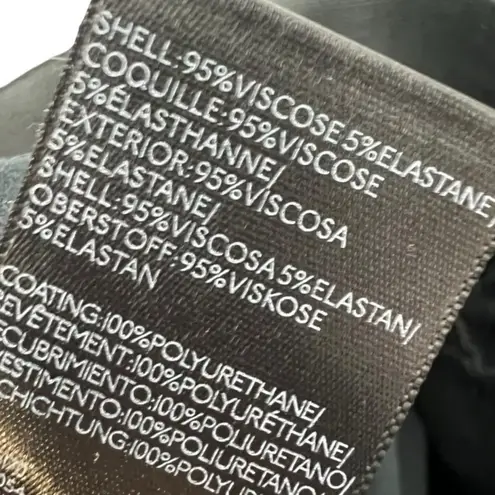 SHELL:95%VISCOSE 5%ELASTANE/
COQUILLE:95%VISCOSE
5%ÉLASTHANNE/
EXTERIOR:95%VISCOSA
5%ELASTANE/
SHELL:95%VISCOSA 5%ELASTAN/
OBERSTOFF:95%VISKOSE
5%ELASTAN
COATING:100%POLYURETHANE/
REVÊTEMENT:100%POLYURÉTHANE/
ECUBRIMIENTO:100%POLIURETANO/
VESTIMENTO:100%POLIURETANO/
CHICHTUNG:100%POLYURE